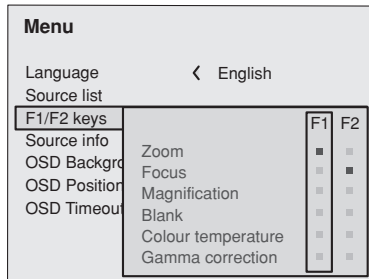 Menu
Language English
Source list
F1/F2 keys
F1 F2
Source info
Zoom
OSD Backgro
Focus
OSD Position
Magnification
OSD Timeout
Blank
Colour temperature
Gamma correction